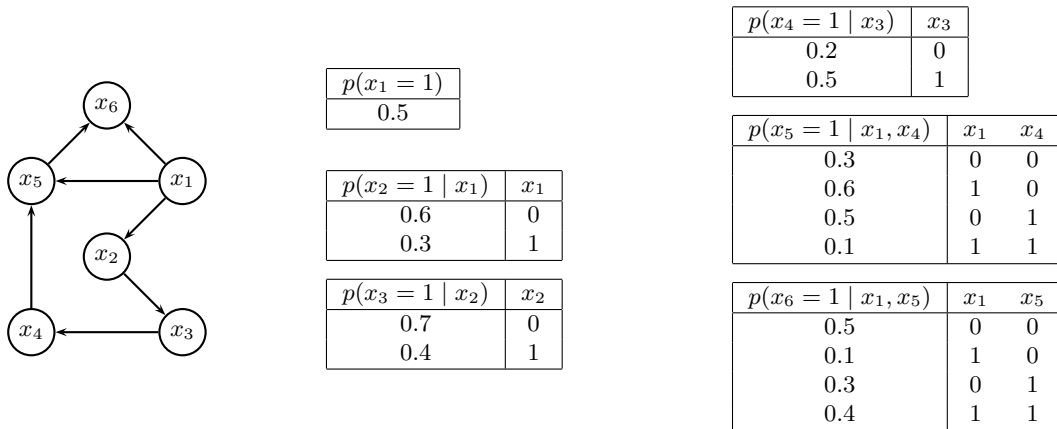 x₆
x₅
x₁
x₂
x₄
x₃
p(x₁ = 1)
0.5
p(x₂ = 1 | x₁) x₁
0.6 0
0.3 1
p(x₃ = 1 | x₂) x₂
0.7 0
0.4 1
p(x₄ = 1 | x₃) x₃
0.2 0
0.5 1
p(x₅ = 1 | x₁, x₄) x₁ x₄
0.3 0 0
0.6 1 0
0.5 0 1
0.1 1 1
p(x₆ = 1 | x₁, x₅) x₁ x₅
0.5 0 0
0.1 1 0
0.3 0 1
0.4 1 1